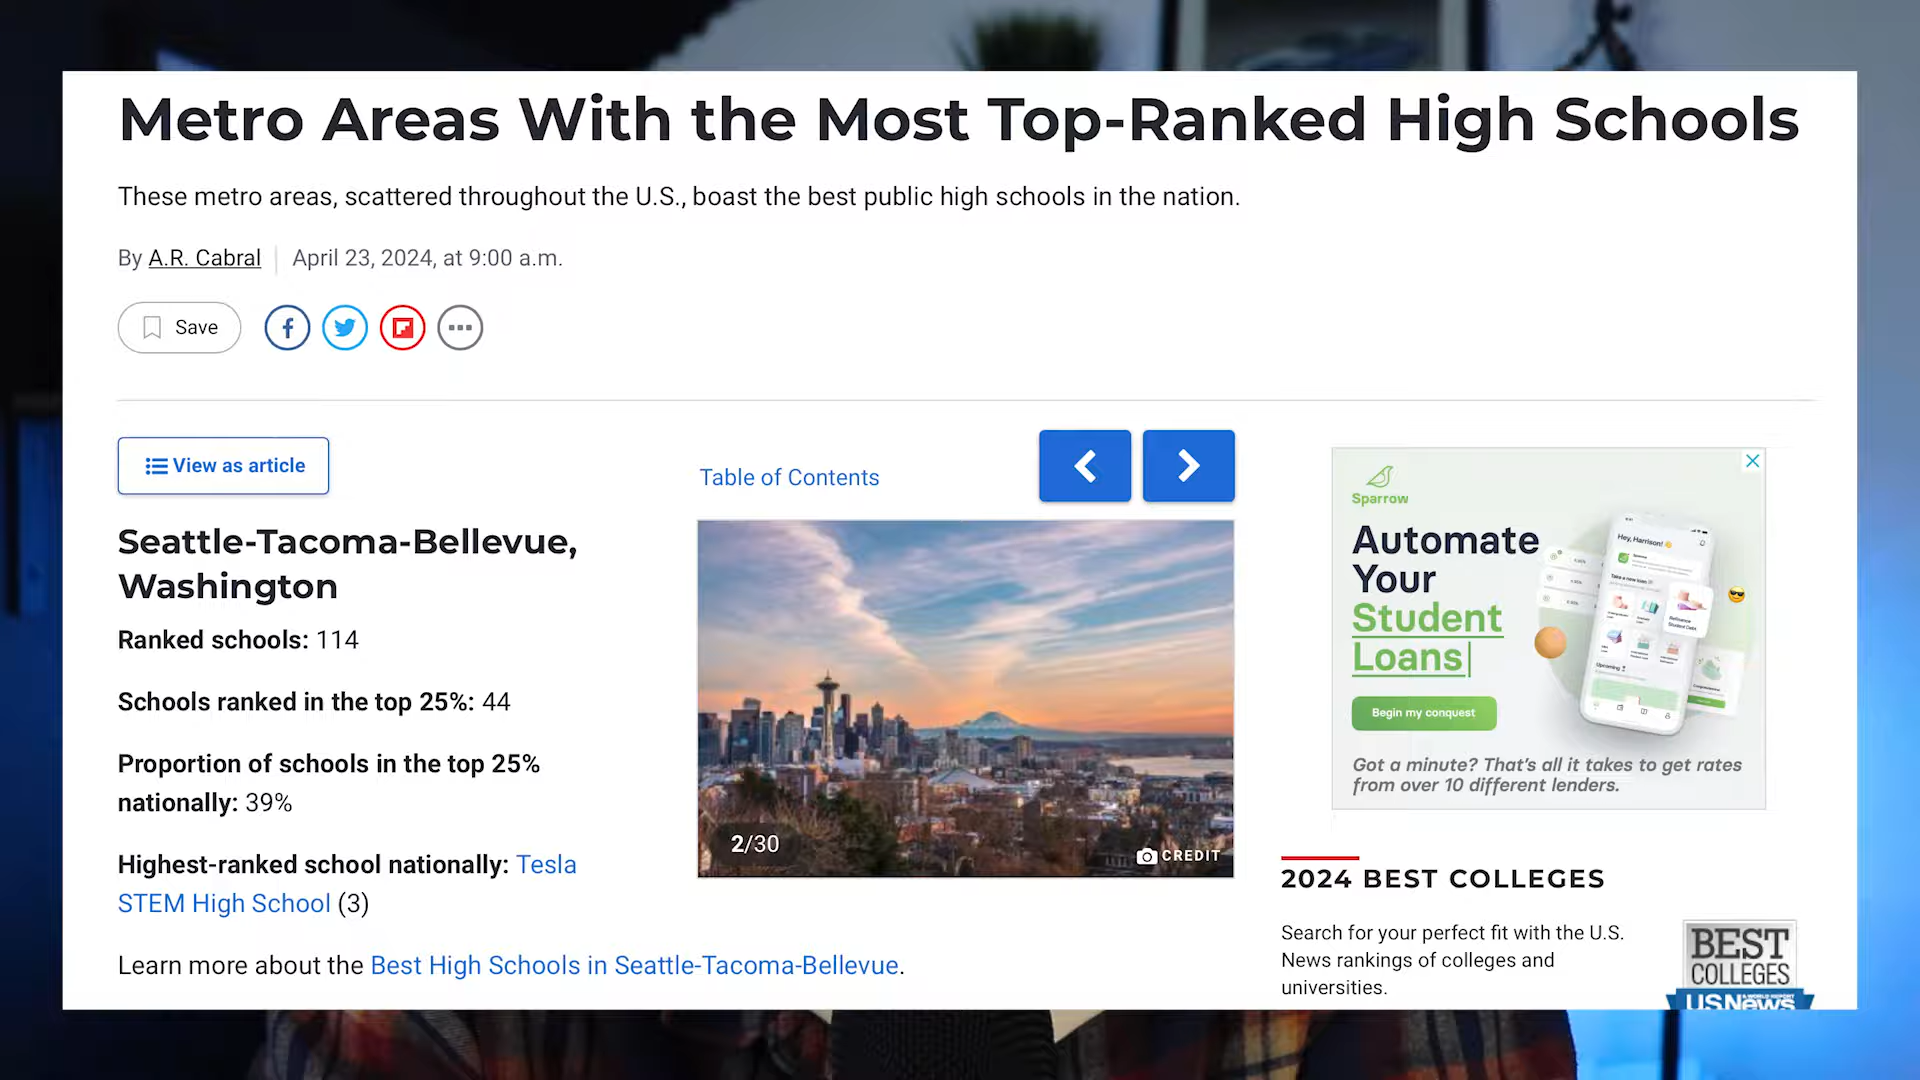 Metro Areas With the Most Top-Ranked High Schools
These metro areas, scattered throughout the U.S., boast the best public high schools in the nation.
By A.R. Cabral | April 23, 2024, at 9:00 a.m.
Save
View as article
Table of Contents
Seattle-Tacoma-Bellevue,
Washington
Ranked schools: 114
Schools ranked in the top 25%: 44
Proportion of schools in the top 25%
nationally: 39%
Highest-ranked school nationally: Tesla
STEM High School (3)
Learn more about the Best High Schools in Seattle-Tacoma-Bellevue.
2/30
CREDIT
Sparrow
Automate
Your
Student
Loans
Begin my conquest
Hey, Harrison!
Got a minute? That's all it takes to get rates
from over 10 different lenders.
2024 BEST COLLEGES
Search for your perfect fit with the U.S.
News rankings of colleges and
universities.
BEST
COLLEGES
USNews